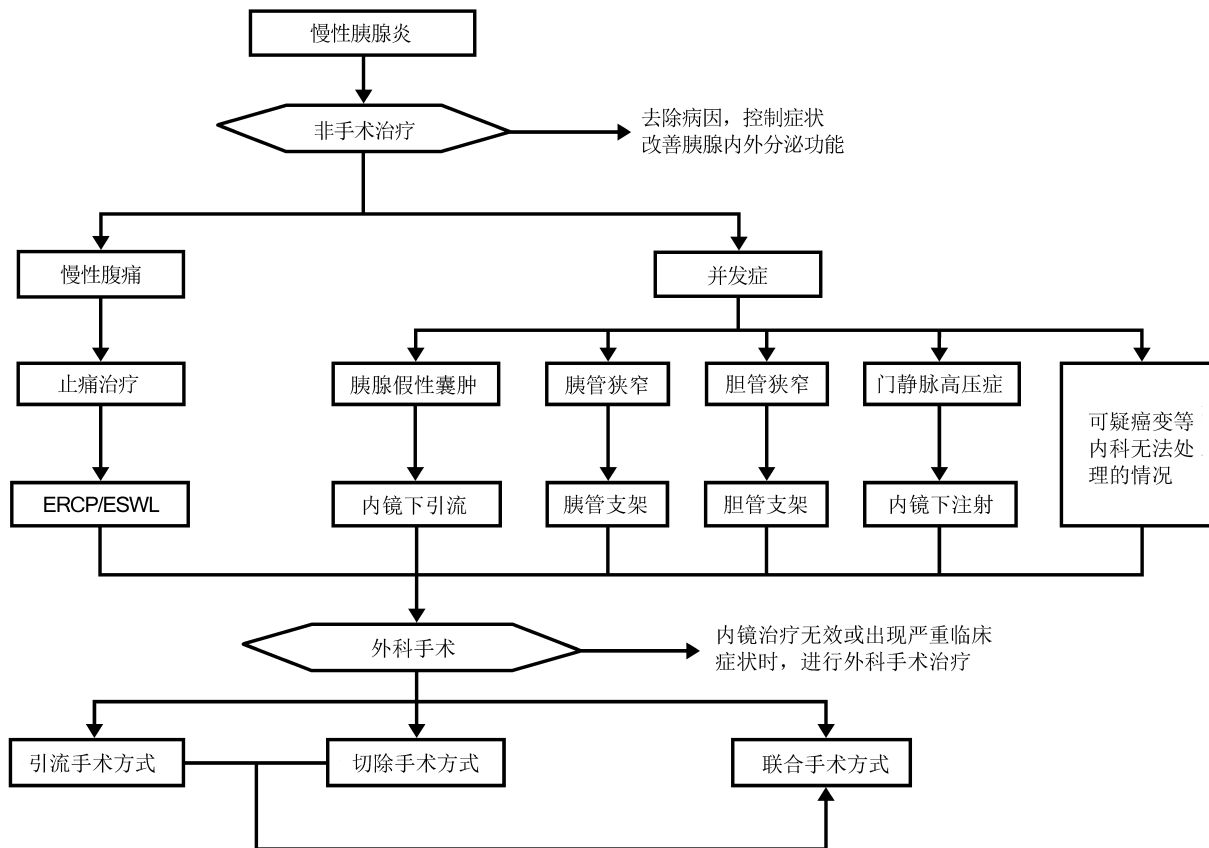 慢性胰腺炎
非手术治疗
去除病因，控制症状
改善胰腺内外分泌功能
慢性腹痛
并发症
止痛治疗
胰腺假性囊肿
胰管狭窄
胆管狭窄
门静脉高压症
可疑癌变等
内科无法处
理的情况
ERCP/ESWL
内镜下引流
胰管支架
胆管支架
内镜下注射
外科手术
内镜治疗无效或出现严重临床
症状时，进行外科手术治疗
引流手术方式
切除手术方式
联合手术方式